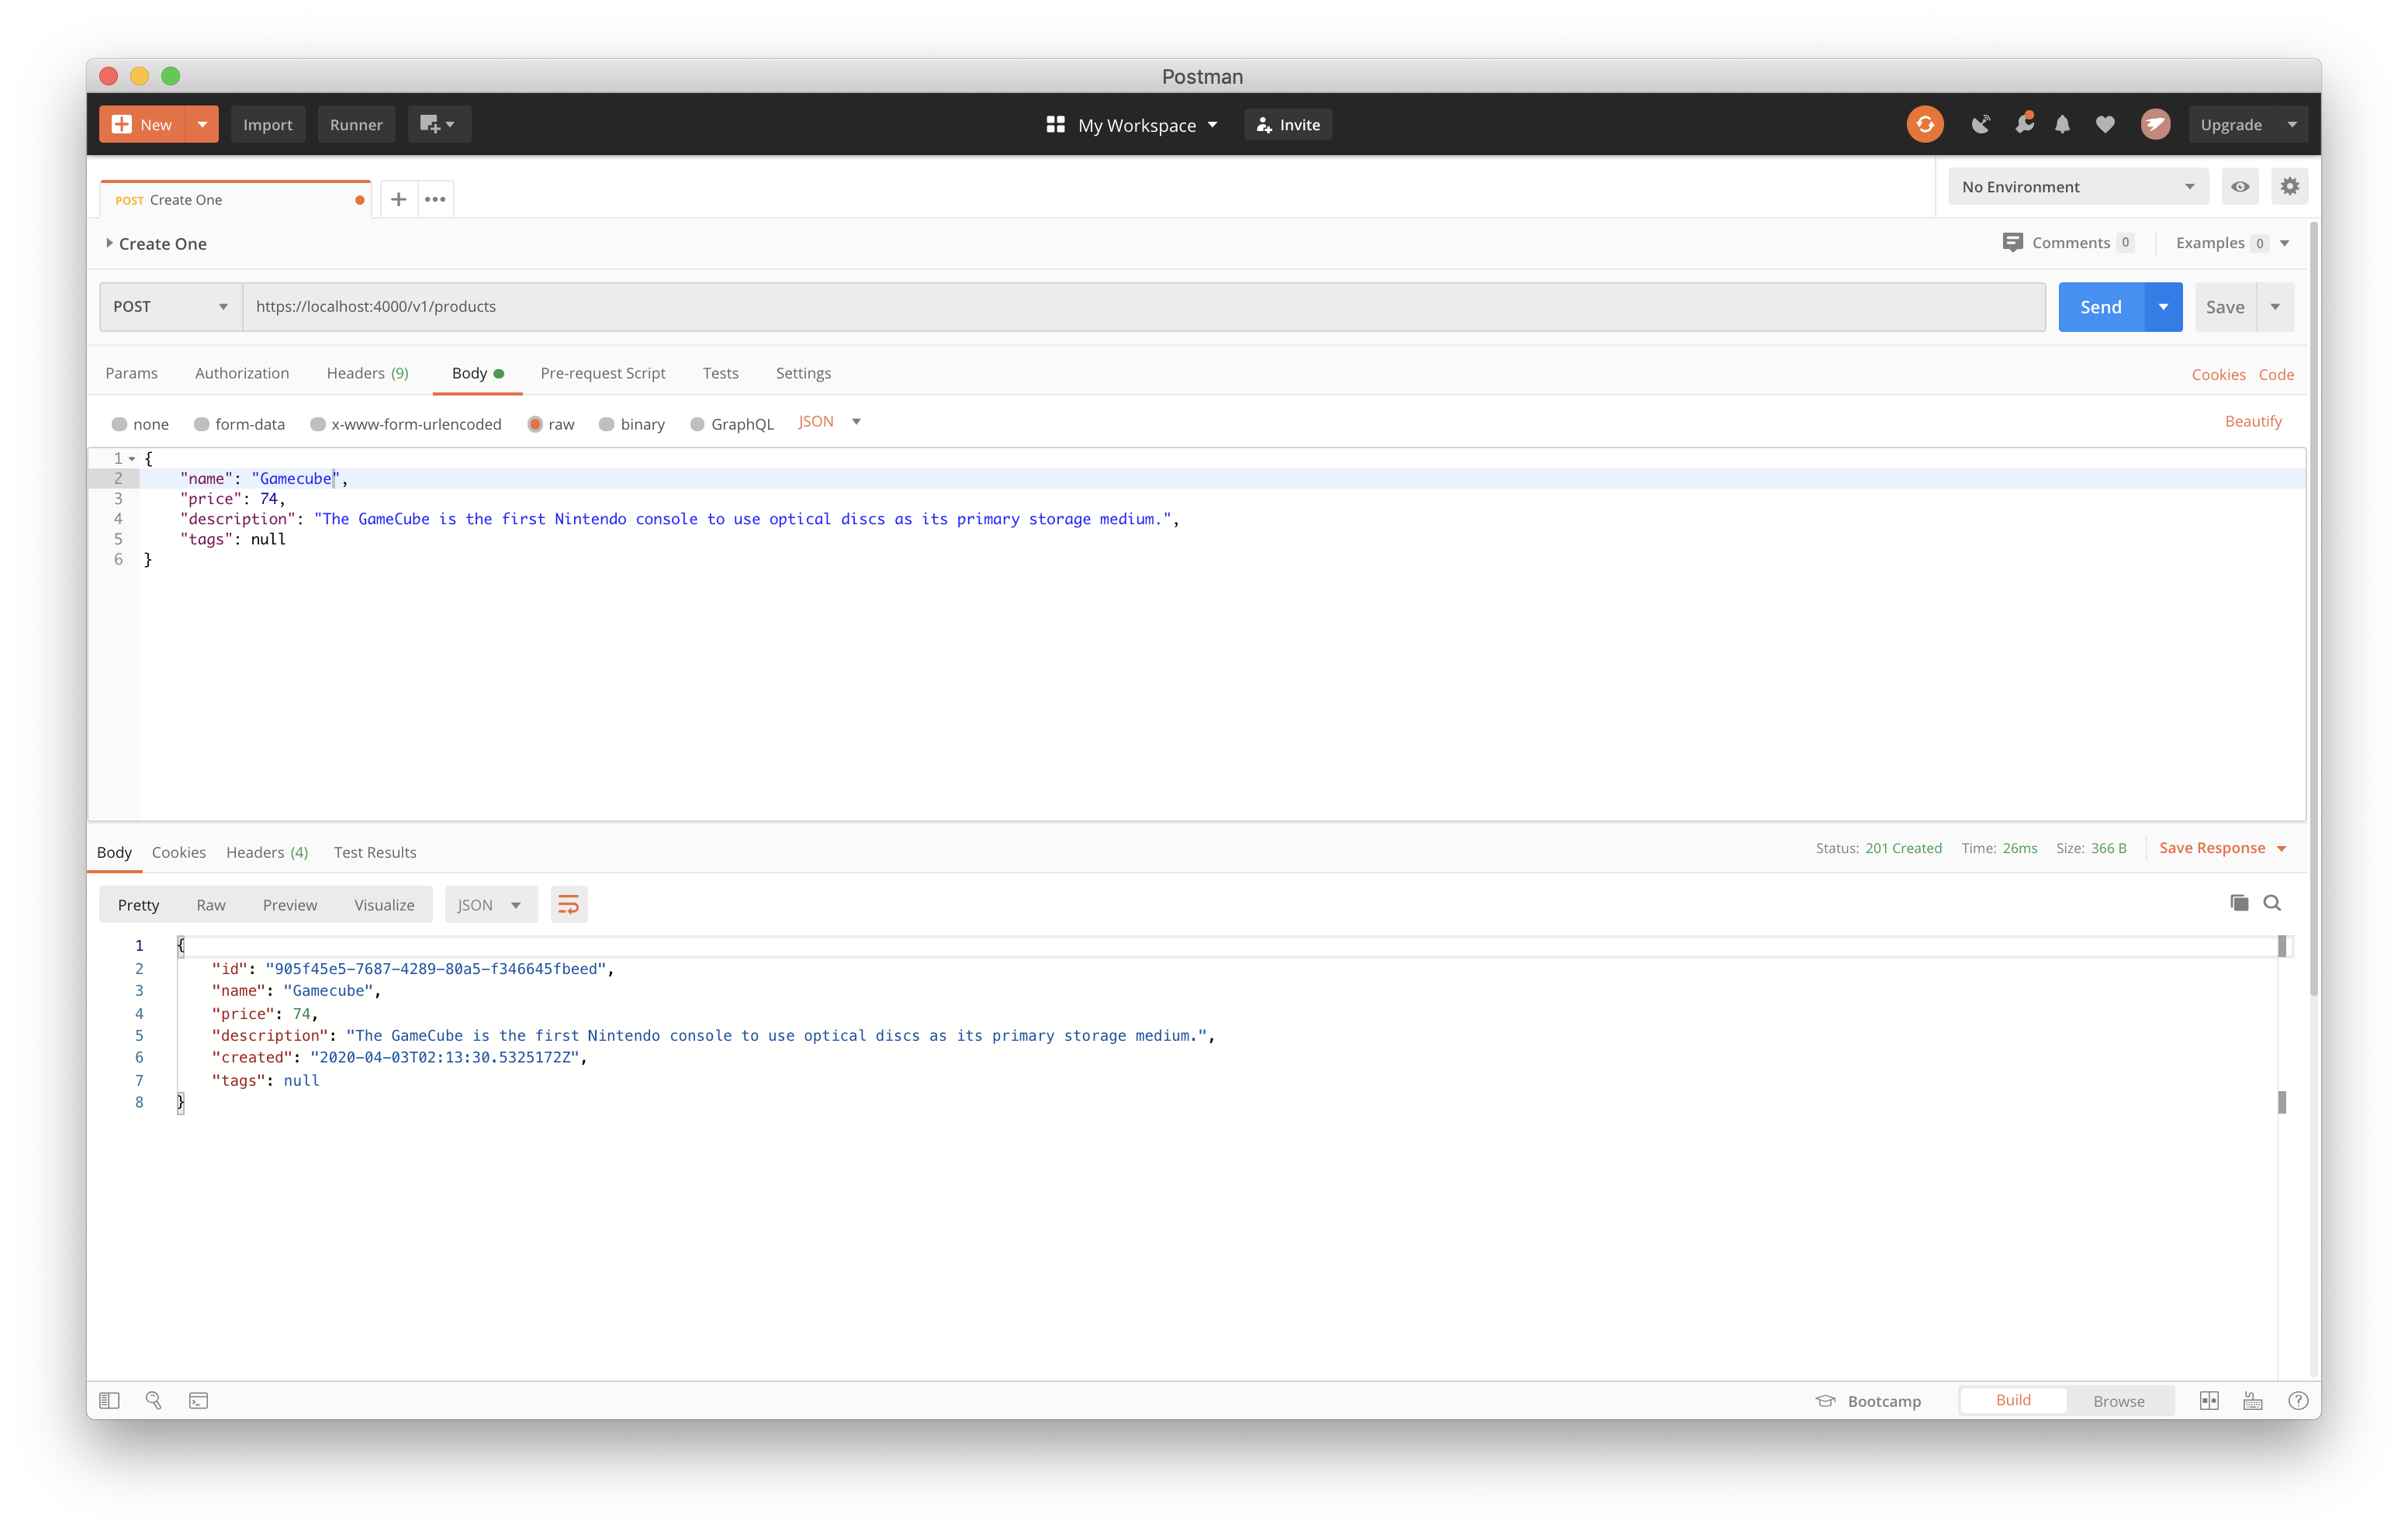 Postman
New Import Runner My Workspace Invite Upgrade
POST Create One No Environment
Create One Comments 0 Examples 0
POST https://localhost:4000/v1/products Send Save
Params Authorization Headers (9) Body Pre-request Script Tests Settings Cookies Code
none form-data x-www-form-urlencoded raw binary GraphQL JSON Beautify
1 {
2 "name": "Gamecube",
3 "price": 74,
4 "description": "The GameCube is the first Nintendo console to use optical discs as its primary storage medium.",
5 "tags": null
6 }
Body Cookies Headers (4) Test Results Status: 201 Created Time: 26ms Size: 366 B Save Response
Pretty Raw Preview Visualize JSON
1 {
2 "id": "905f45e5-7687-4289-80a5-f346645fbeed",
3 "name": "Gamecube",
4 "price": 74,
5 "description": "The GameCube is the first Nintendo console to use optical discs as its primary storage medium.",
6 "created": "2020-04-03T02:13:30.5325172Z",
7 "tags": null
8 }
Bootcamp Build Browse